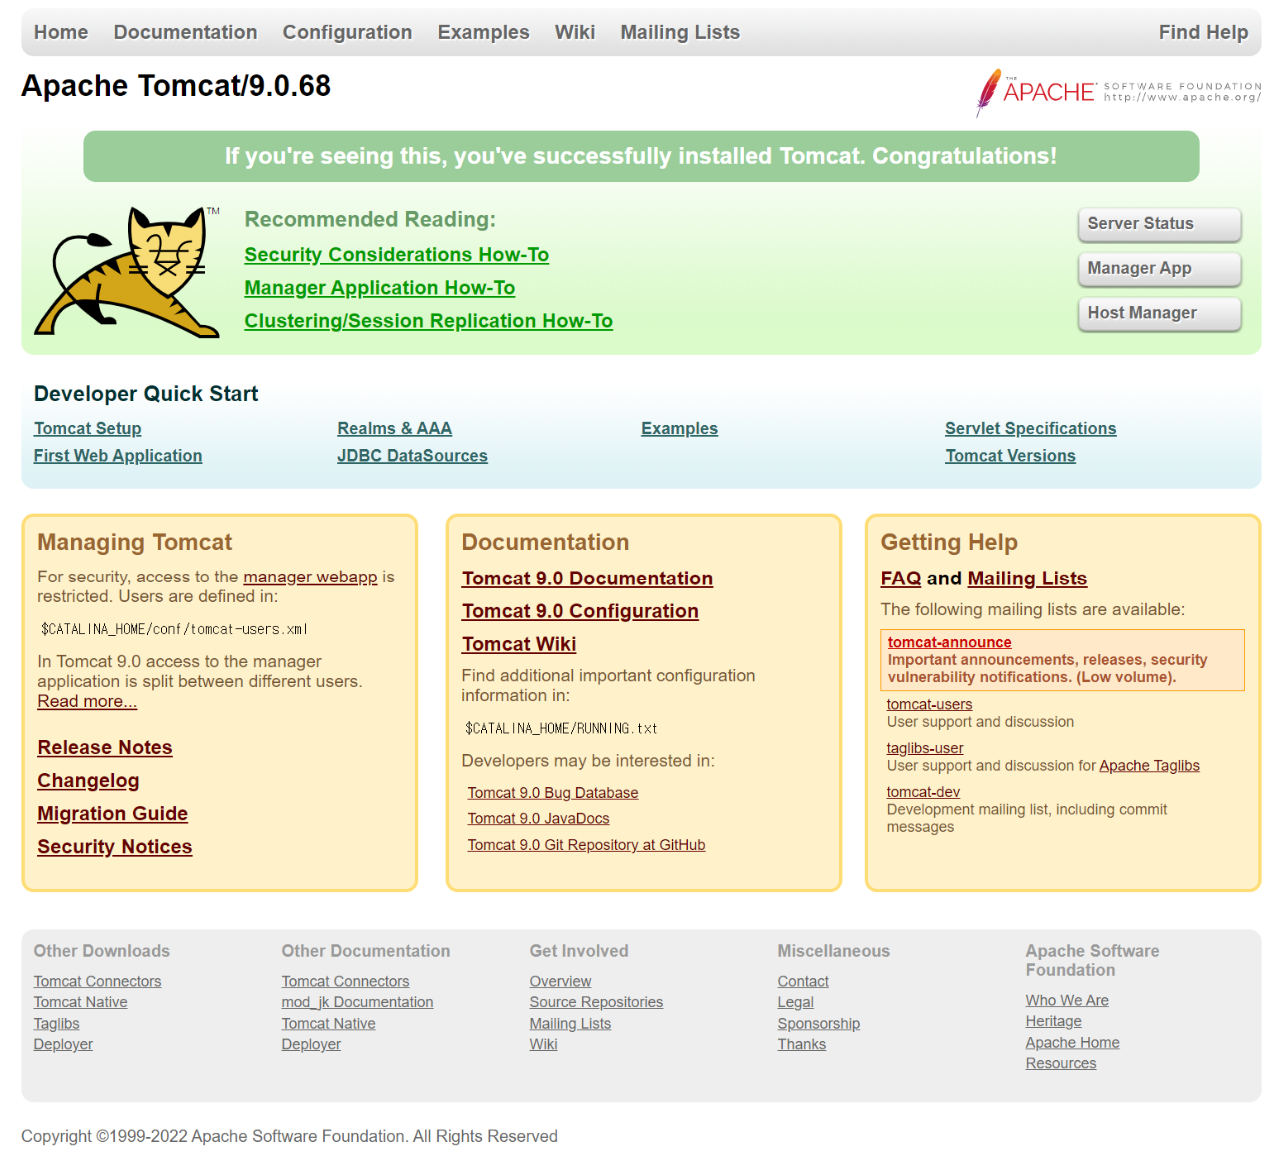 Home Documentation Configuration Examples Wiki Mailing Lists Find Help
Apache Tomcat/9.0.68
THE APACHE® SOFTWARE FOUNDATION
http://www.apache.org/
If you're seeing this, you've successfully installed Tomcat. Congratulations!
TM
Recommended Reading:
Security Considerations How-To
Manager Application How-To
Clustering/Session Replication How-To
Server Status
Manager App
Host Manager
Developer Quick Start
Tomcat Setup
First Web Application
Realms & AAA
JDBC DataSources
Examples
Servlet Specifications
Tomcat Versions
Managing Tomcat
For security, access to the manager webapp is
restricted. Users are defined in:
$CATALINA_HOME/conf/tomcat-users.xml
In Tomcat 9.0 access to the manager
application is split between different users.
Read more...
Release Notes
Changelog
Migration Guide
Security Notices
Documentation
Tomcat 9.0 Documentation
Tomcat 9.0 Configuration
Tomcat Wiki
Find additional important configuration
information in:
$CATALINA_HOME/RUNNING.txt
Developers may be interested in:
Tomcat 9.0 Bug Database
Tomcat 9.0 JavaDocs
Tomcat 9.0 Git Repository at GitHub
Getting Help
FAQ and Mailing Lists
The following mailing lists are available:
tomcat-announce
Important announcements, releases, security
vulnerability notifications. (Low volume).
tomcat-users
User support and discussion
taglibs-user
User support and discussion for Apache Taglibs
tomcat-dev
Development mailing list, including commit
messages
Other Downloads
Tomcat Connectors
Tomcat Native
Taglibs
Deployer
Other Documentation
Tomcat Connectors
mod_jk Documentation
Tomcat Native
Deployer
Get Involved
Overview
Source Repositories
Mailing Lists
Wiki
Miscellaneous
Contact
Legal
Sponsorship
Thanks
Apache Software
Foundation
Who We Are
Heritage
Apache Home
Resources
Copyright ©1999-2022 Apache Software Foundation. All Rights Reserved